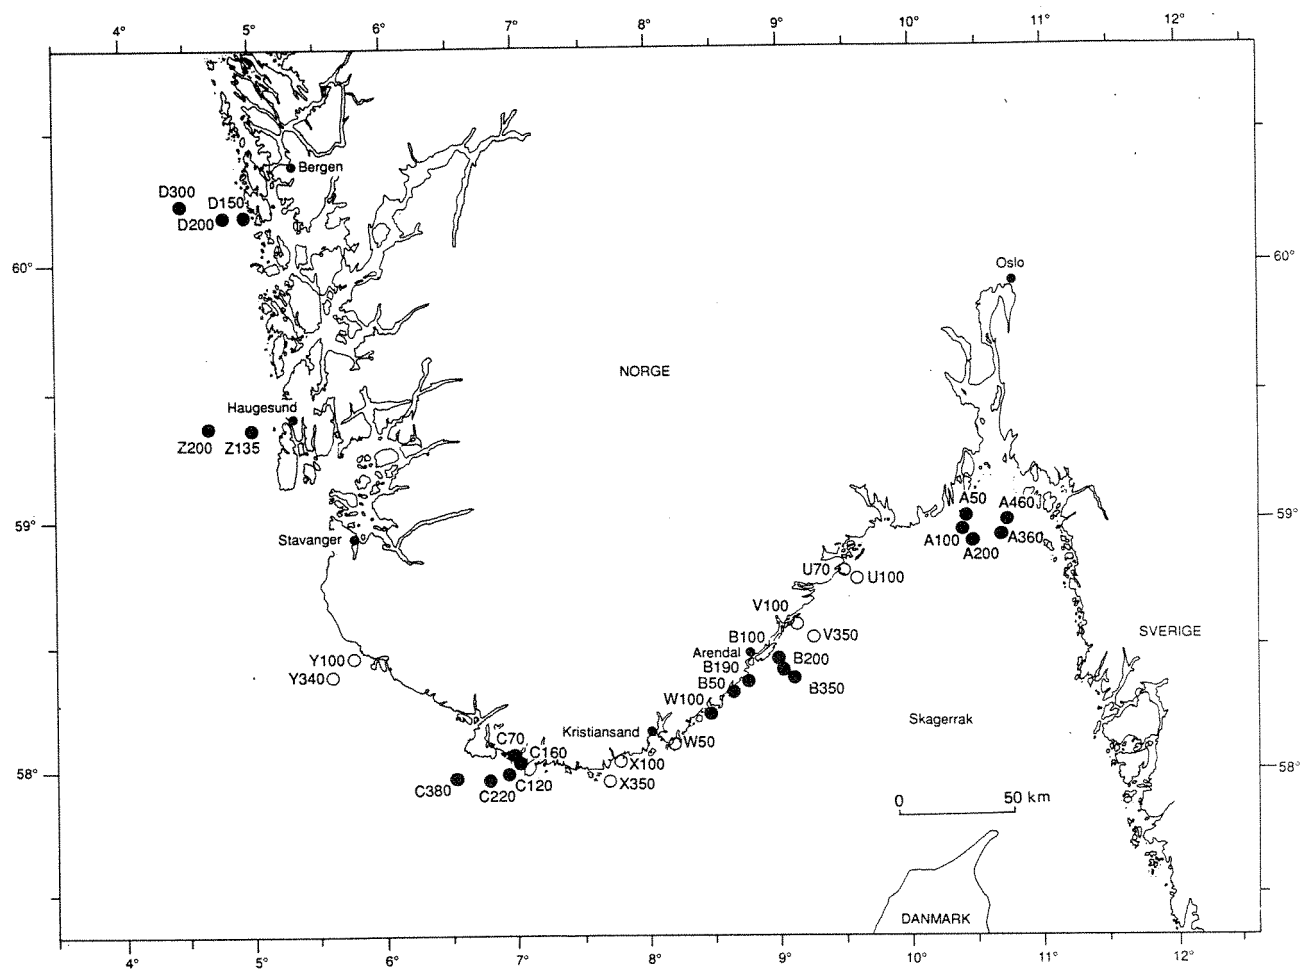 4° 5° 6° 7° 8° 9° 10° 11° 12°
Bergen
D300
D150
D200
60°
60°
Oslo
NORGE
Haugesund
Z200 Z135
A50
A460
59°
59°
Stavanger
A100
A360
A200
U70
U100
V100
V350
SVERIGE
B100
Arendal
B200
Y100
B190
Y340
B50
B350
W100
Skagerrak
Kristiansand
C70
W50
C160
X100
58°
58°
C380
C120
X350
C220
0 50 km
DANMARK
4° 5° 6° 7° 8° 9° 10° 11° 12°